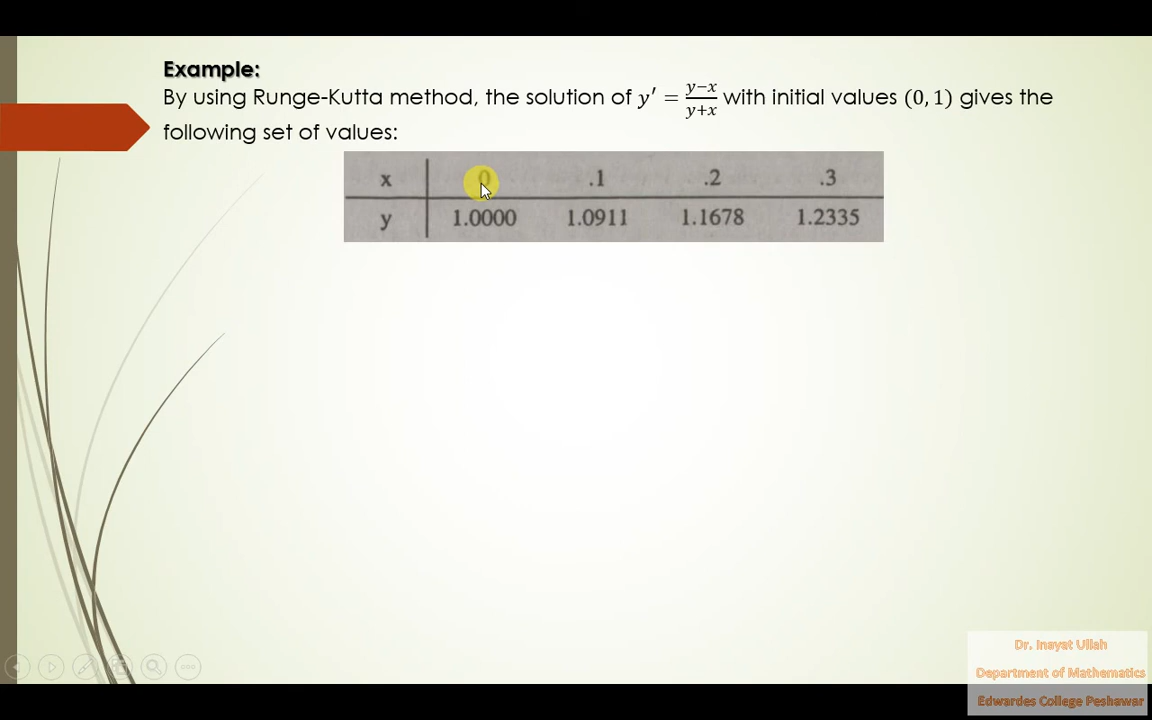 Example:
By using Runge-Kutta method, the solution of y′ = (y−x)/(y+x) with initial values (0, 1) gives the
following set of values:
x 0 .1 .2 .3
y 1.0000 1.0911 1.1678 1.2335
Dr. Inayat Ullah
Department of Mathematics
Edwardes College Peshawar